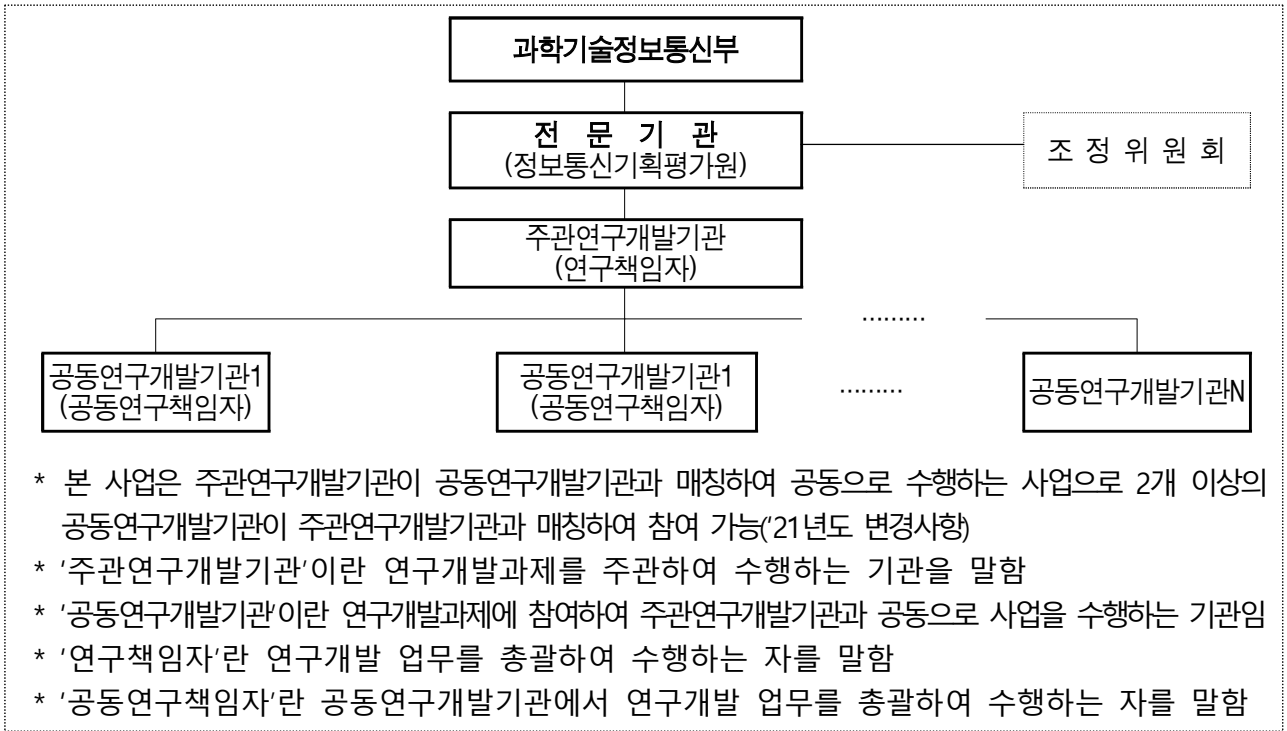 과학기술정보통신부
전 문 기 관
(정보통신기획평가원)
조 정 위 원 회
주관연구개발기관
(연구책임자)
………
공동연구개발기관1
(공동연구책임자)
공동연구개발기관1
(공동연구책임자)
………
공동연구개발기관N
* 본 사업은 주관연구개발기관이 공동연구개발기관과 매칭하여 공동으로 수행하는 사업으로 2개 이상의
공동연구개발기관이 주관연구개발기관과 매칭하여 참여 가능('21년도 변경사항)
* '주관연구개발기관'이란 연구개발과제를 주관하여 수행하는 기관을 말함
* '공동연구개발기관'이란 연구개발과제에 참여하여 주관연구개발기관과 공동으로 사업을 수행하는 기관임
* '연구책임자'란 연구개발 업무를 총괄하여 수행하는 자를 말함
* '공동연구책임자'란 공동연구개발기관에서 연구개발 업무를 총괄하여 수행하는 자를 말함